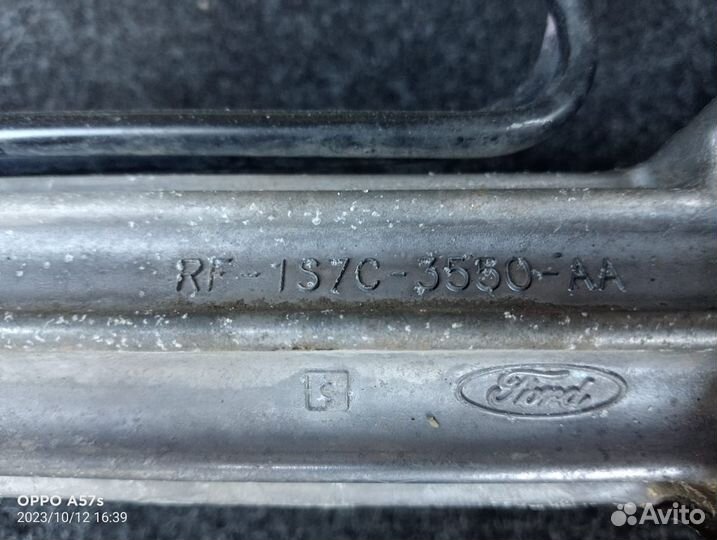 RF-1S7C-3550-AA
S
Ford
OPPO A57s
2023/10/12 16:39
Avito